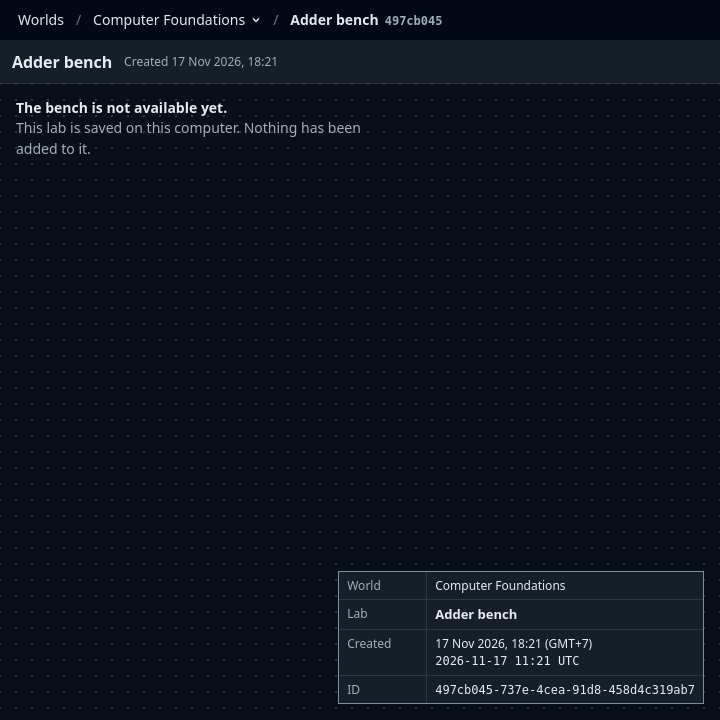 Worlds / Computer Foundations / Adder bench 497cb045
Adder bench Created 17 Nov 2026, 18:21
The bench is not available yet.
This lab is saved on this computer. Nothing has been
added to it.
World Computer Foundations
Lab Adder bench
Created 17 Nov 2026, 18:21 (GMT+7)
2026-11-17 11:21 UTC
ID 497cb045-737e-4cea-91d8-458d4c319ab7